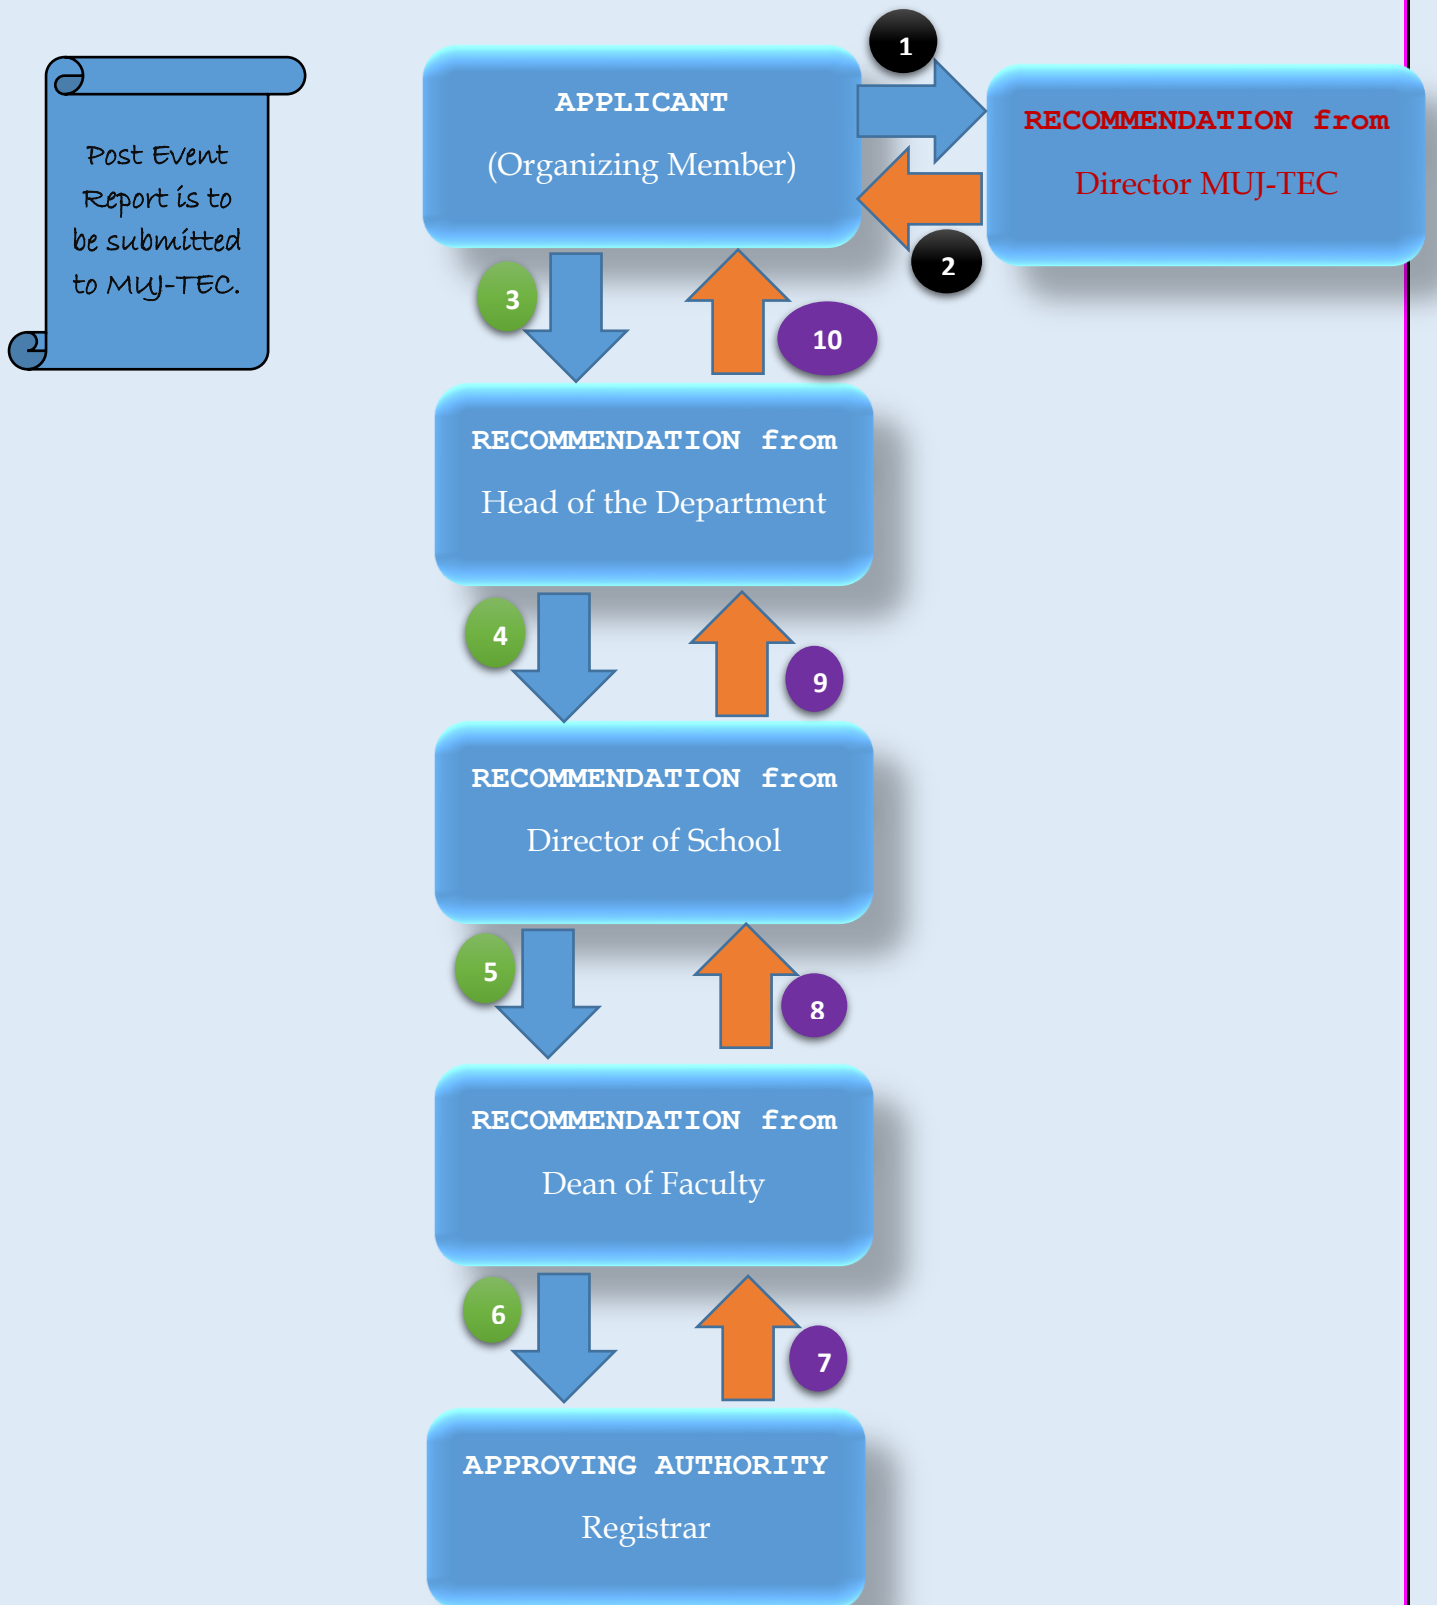 Post Event
Report is to
be submitted
to MUJ-TEC.
1
APPLICANT
(Organizing Member)
RECOMMENDATION from
Director MUJ-TEC
2
3
10
RECOMMENDATION from
Head of the Department
4
9
RECOMMENDATION from
Director of School
5
8
RECOMMENDATION from
Dean of Faculty
6
7
APPROVING AUTHORITY
Registrar